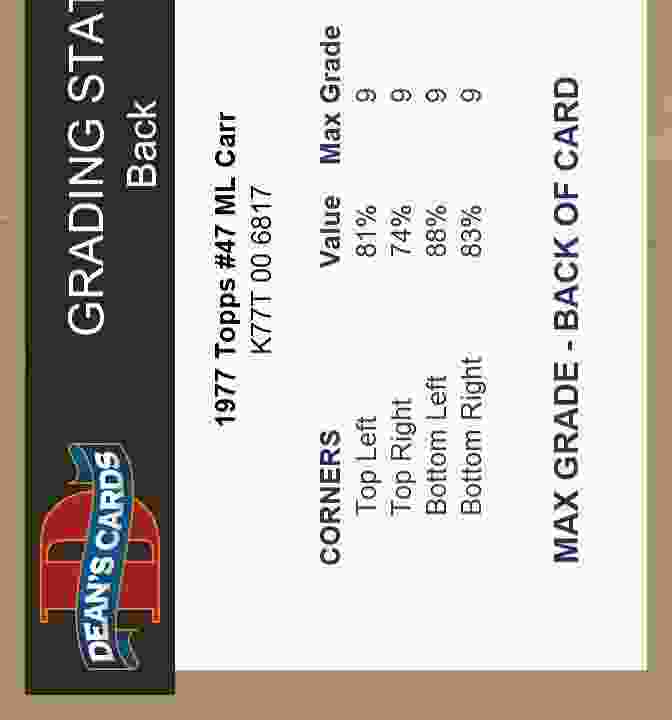 DEAN'S CARDS
GRADING STAT
Back
1977 Topps #47 ML Carr
K77T 00 6817
CORNERS Value Max Grade
Top Left 81% 9
Top Right 74% 9
Bottom Left 88% 9
Bottom Right 83% 9
MAX GRADE - BACK OF CARD